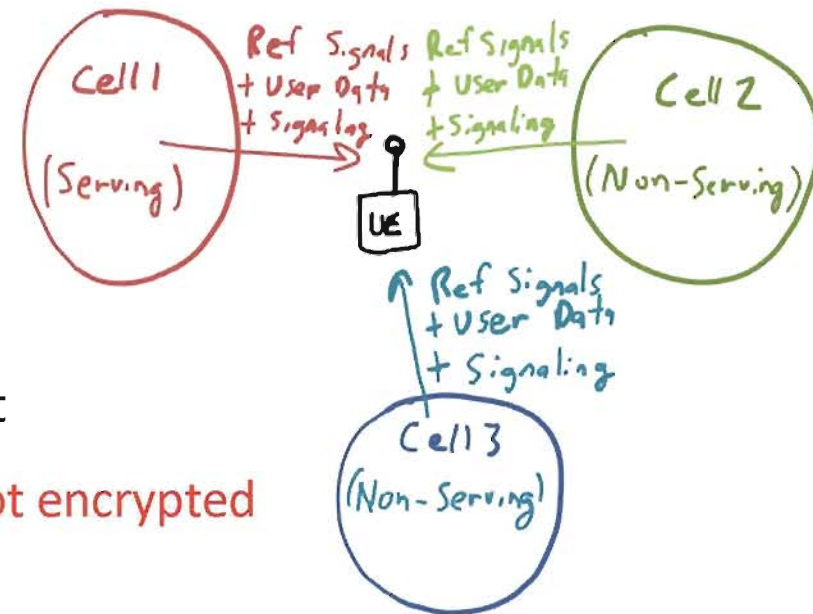 Cell 1
(Serving)
Ref Signals
+ User Data
+ Signaling
Ref Signals
+ User Data
+ Signaling
Cell 2
(Non-Serving)
UE
Ref Signals
+ User Data
+ Signaling
Cell 3
(Non-Serving)
encrypted